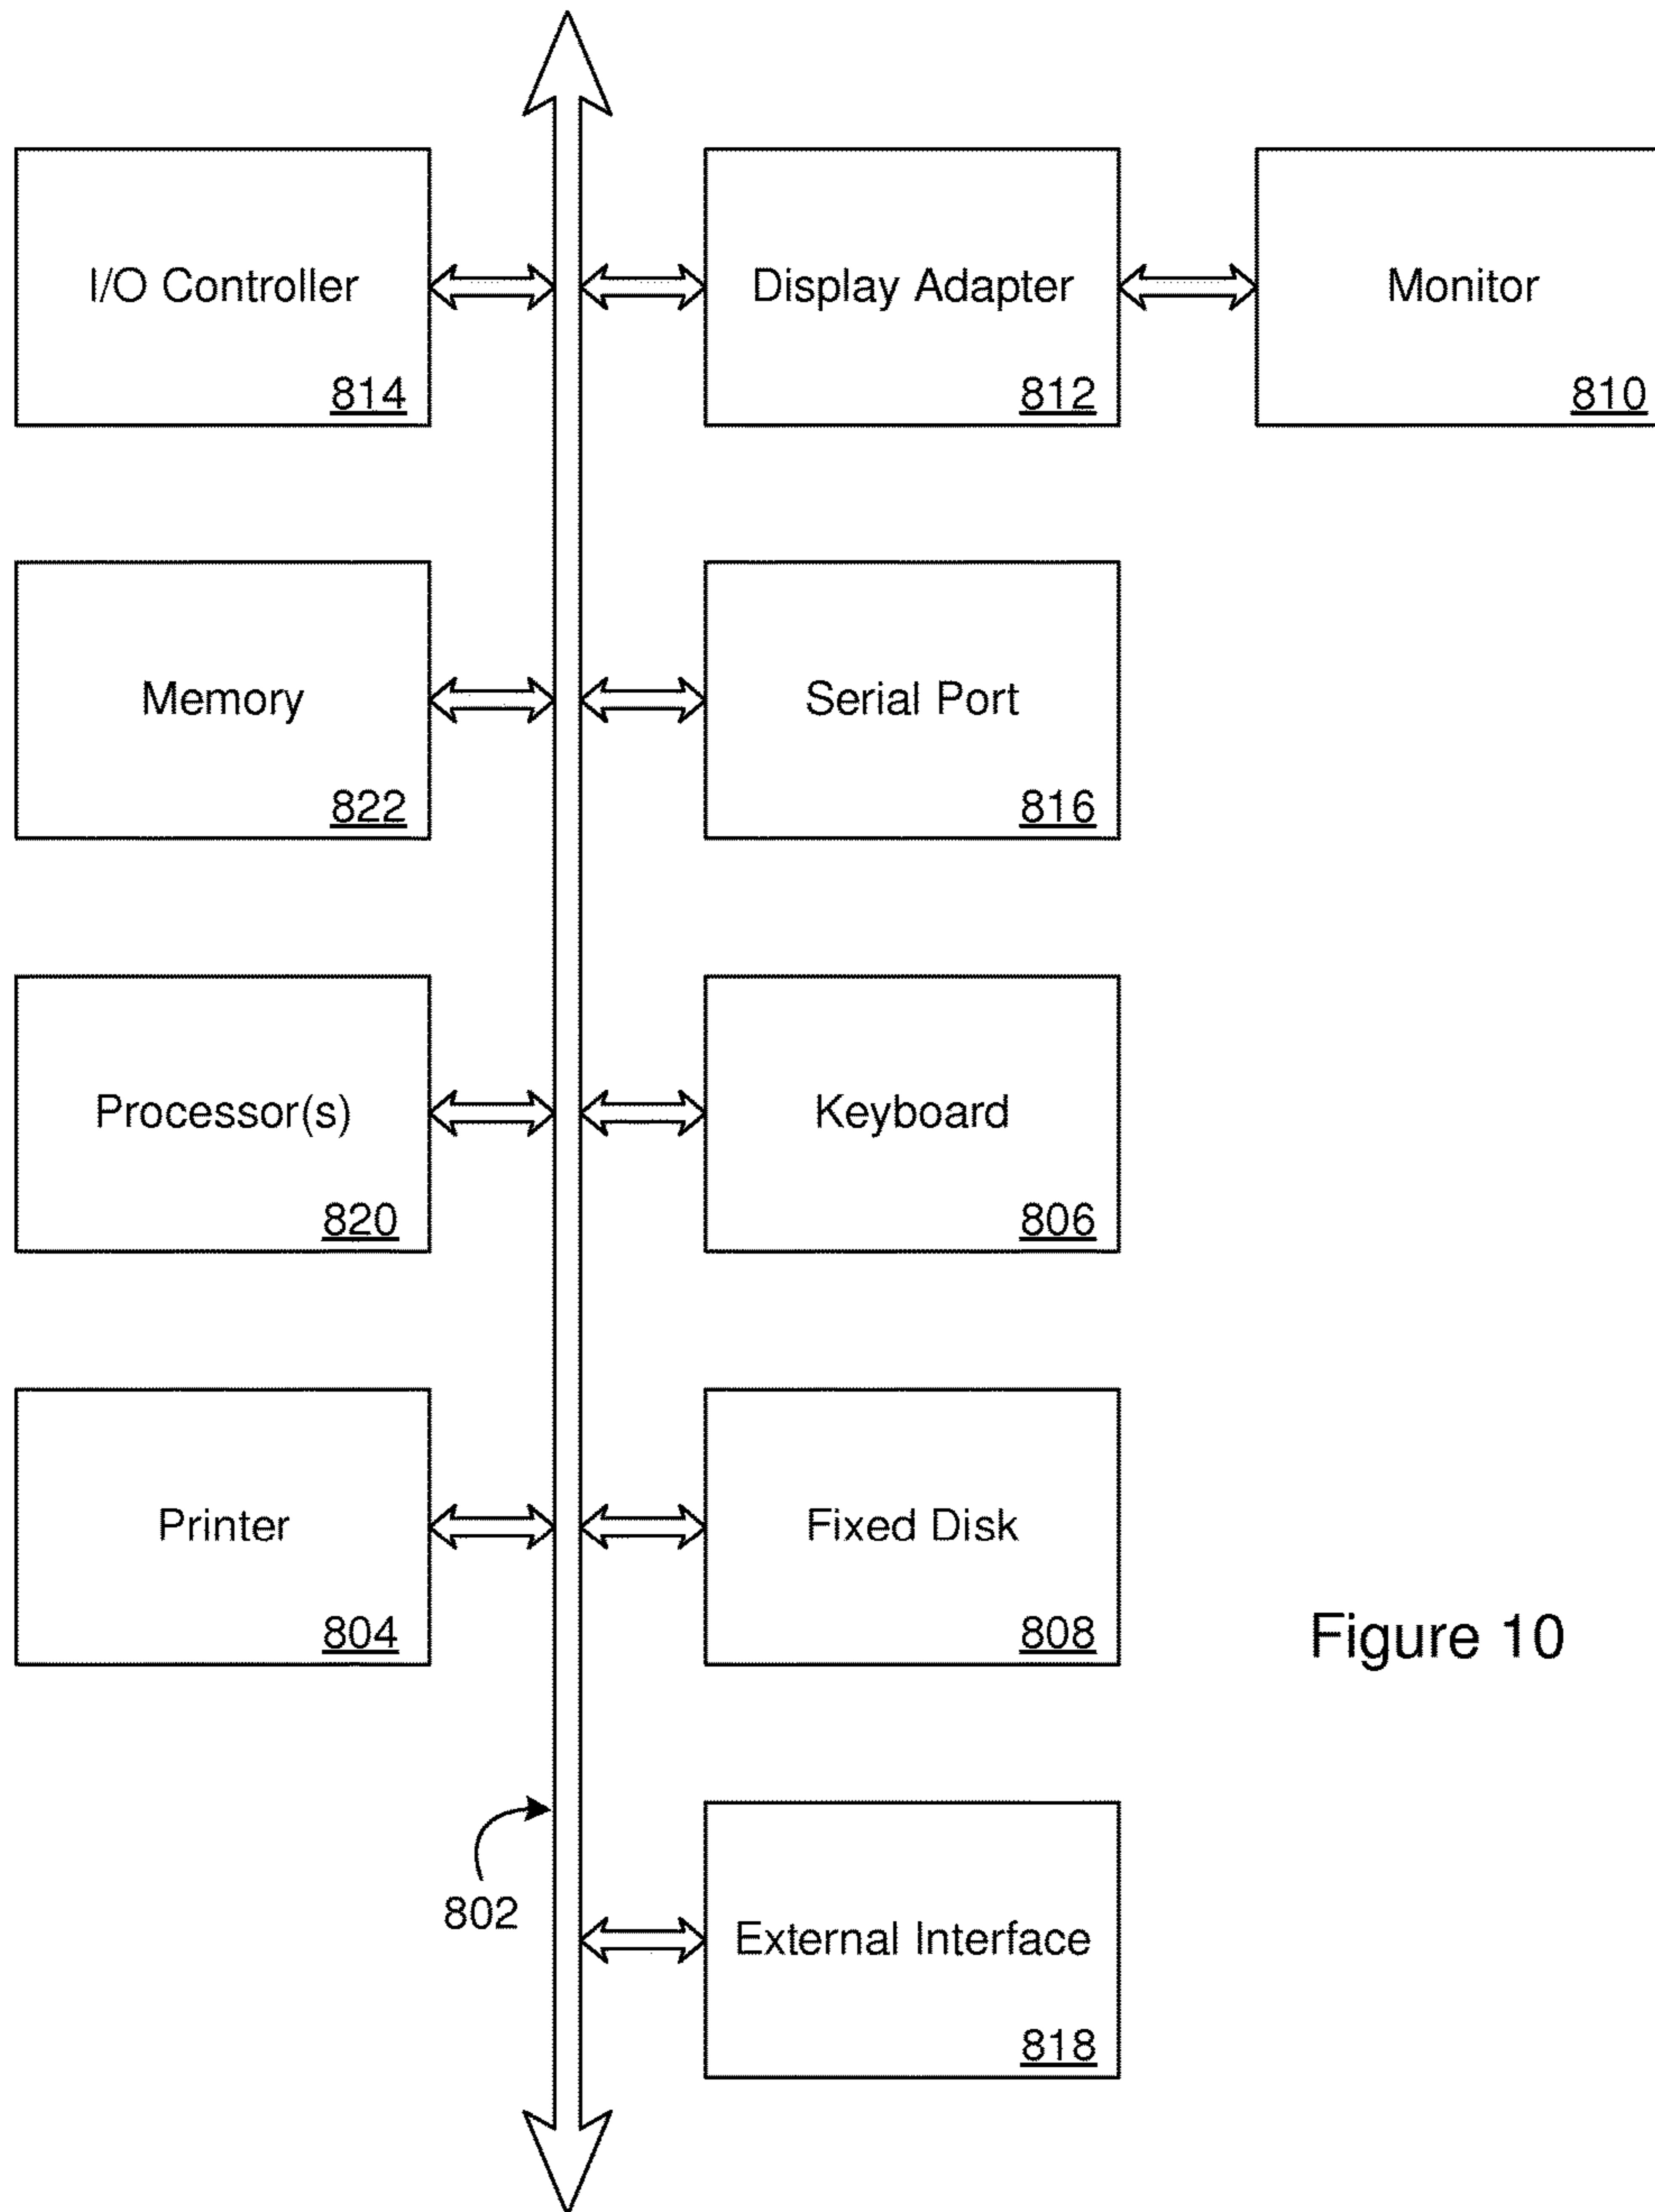 I/O Controller
814
Display Adapter
812
Monitor
810
Memory
822
Serial Port
816
Processor(s)
820
Keyboard
806
Printer
804
Fixed Disk
808
Figure 10
802
External Interface
818